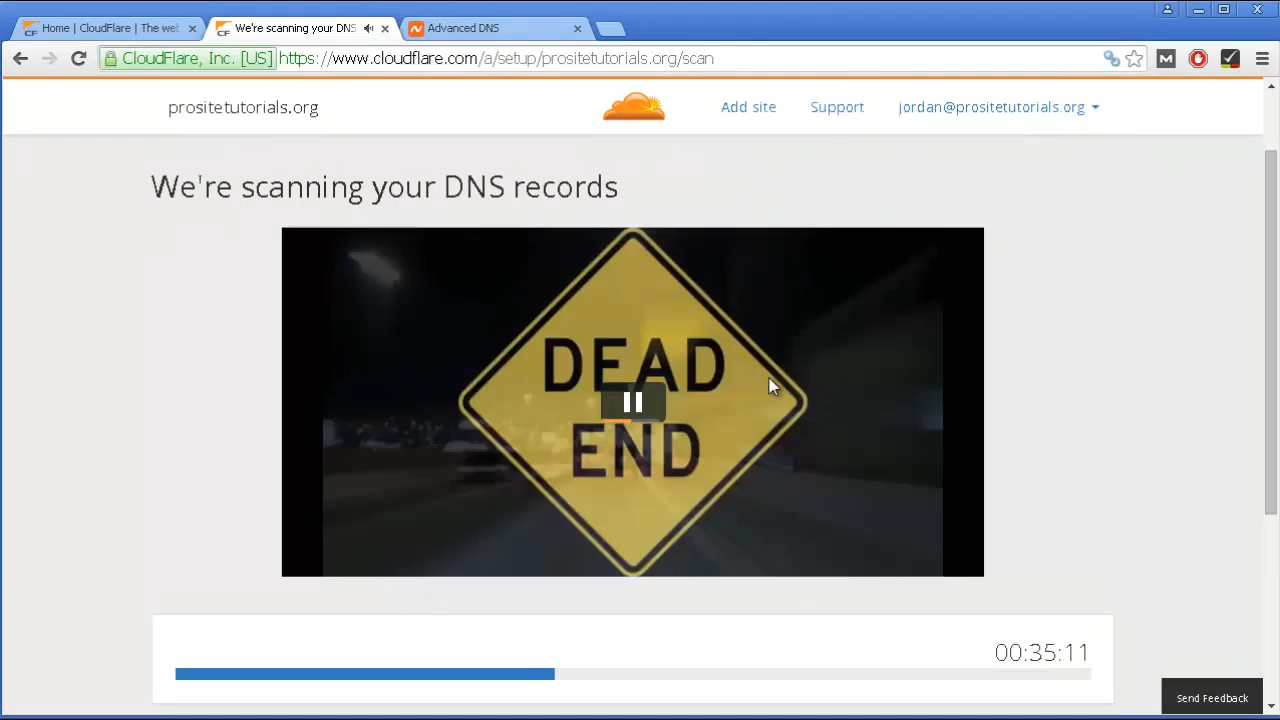 Home | CloudFlare | The wel
We're scanning your DNS
Advanced DNS
CloudFlare, Inc. [US] https://www.cloudflare.com/a/setup/prositetutorials.org/scan
prositetutorials.org
Add site
Support
jordan@prositetutorials.org
We're scanning your DNS records
DEAD
END
00:35:11
Send Feedback